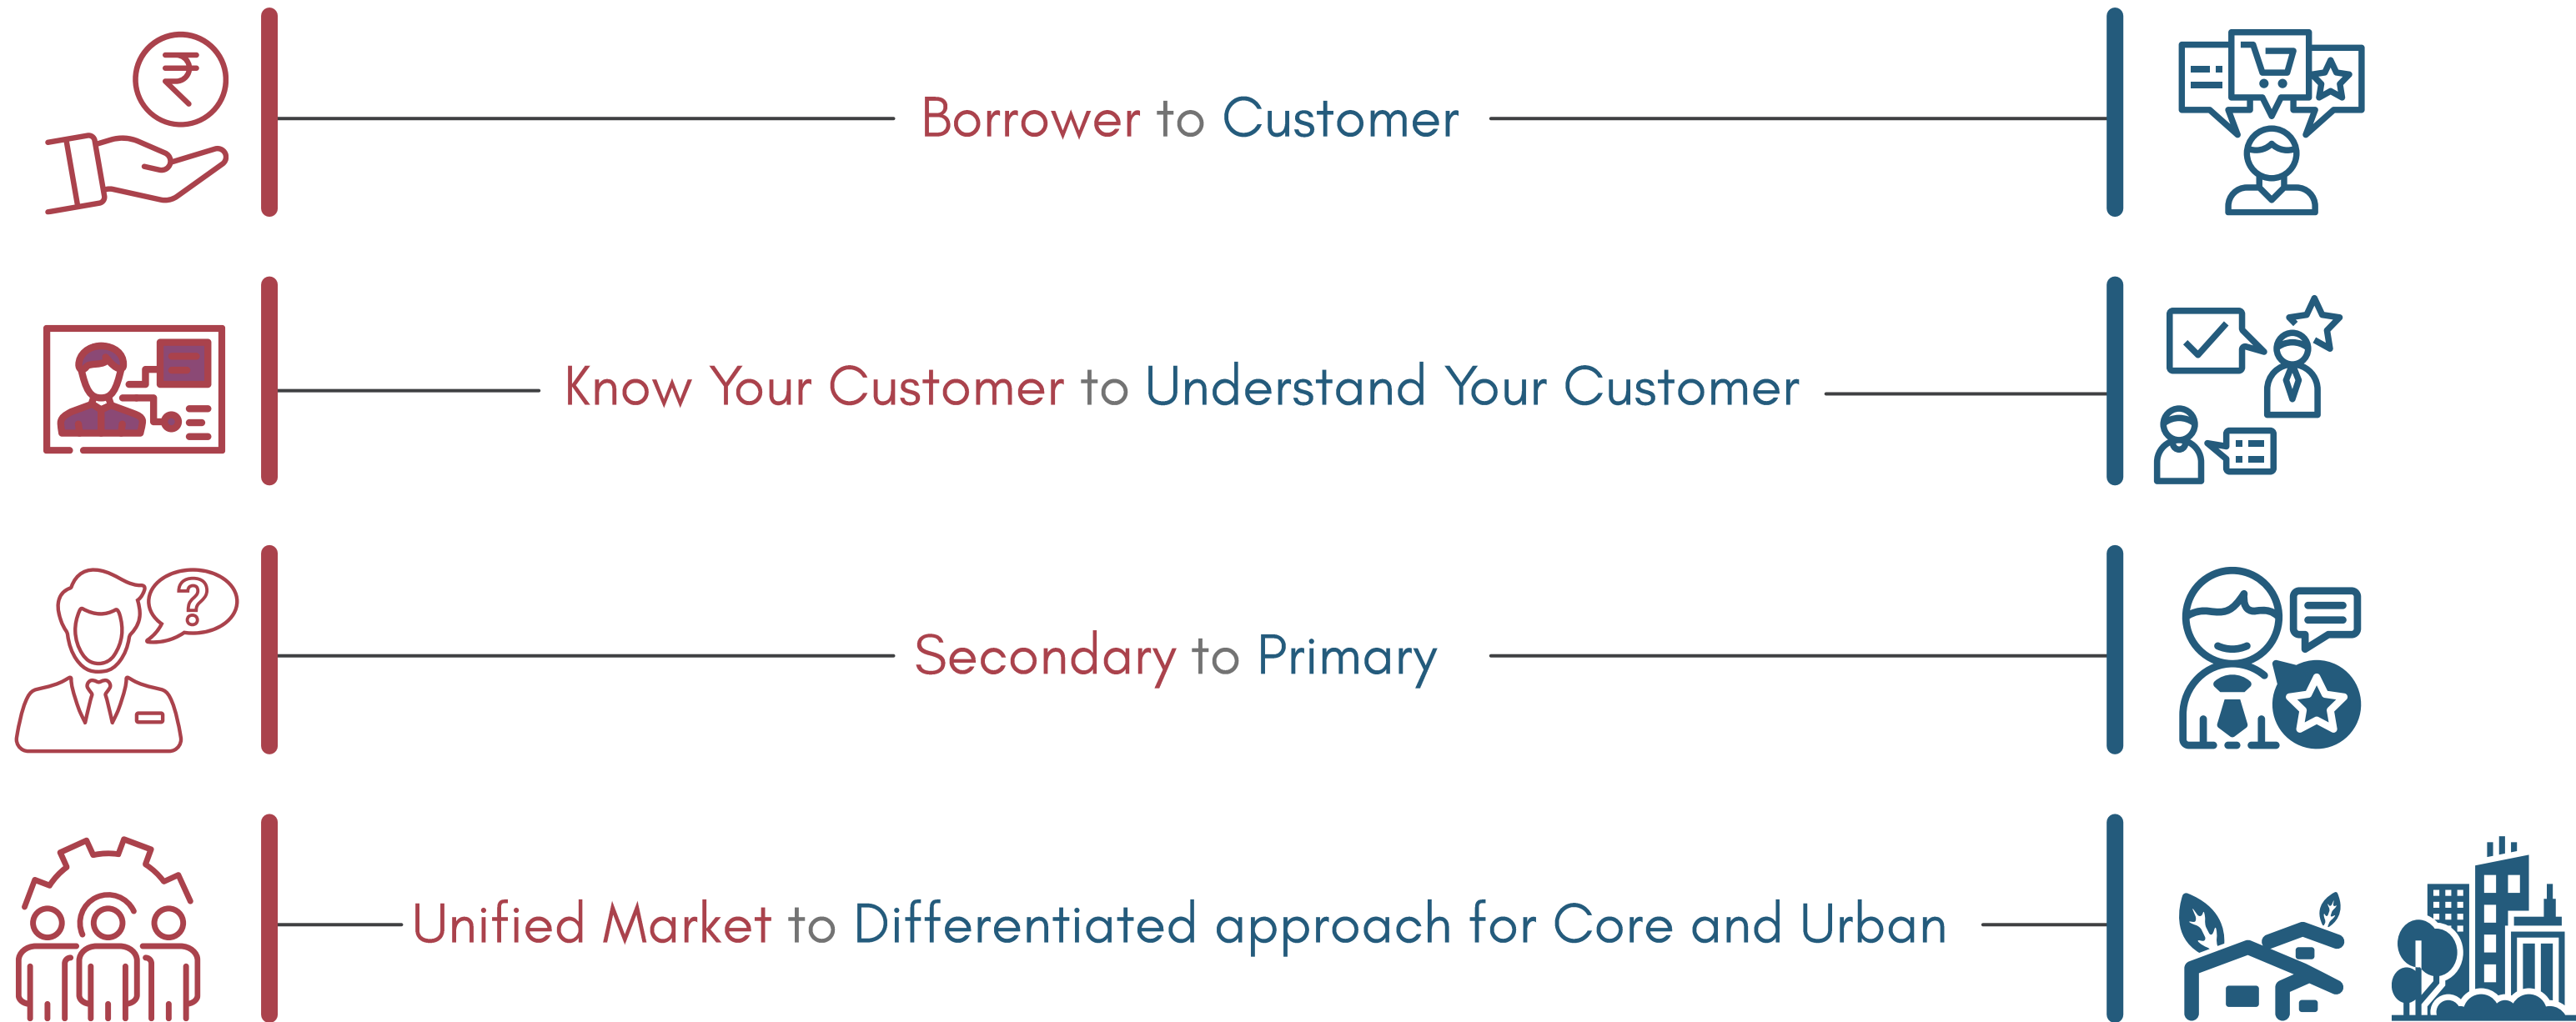 ₹
Borrower to Customer
Know Your Customer to Understand Your Customer
?
Secondary to Primary
Unified Market to Differentiated approach for Core and Urban